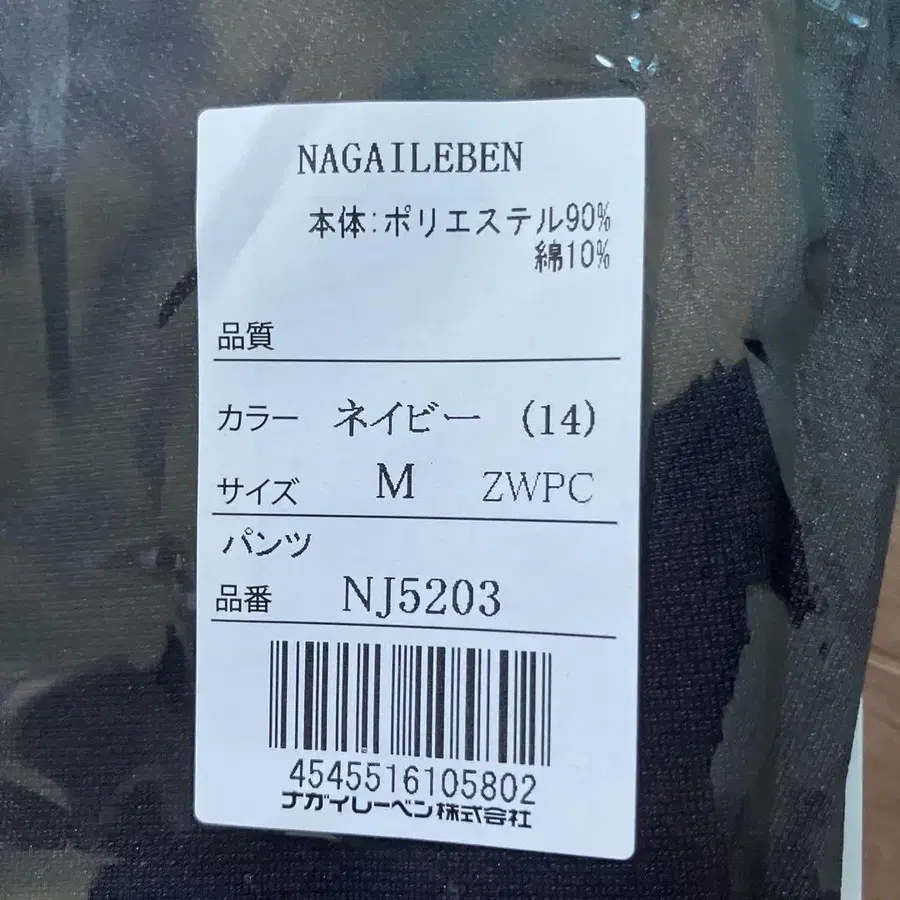 NAGAILEBEN
本体:ポリエステル90%
綿10%
品質
カラー ネイビー (14)
サイズ M ZWPC
パンツ
品番 NJ5203
4545516105802
ナガイレーベン株式会社